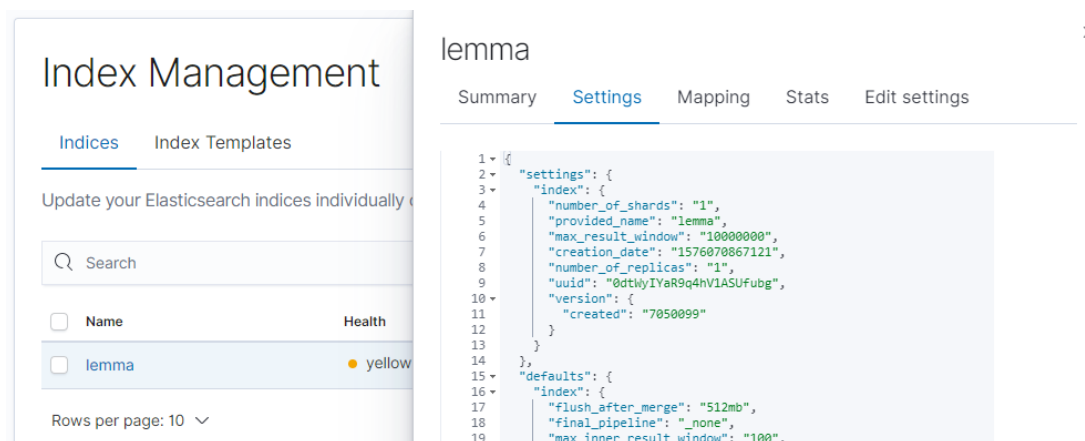 Index Management
Indices Index Templates
Update your Elasticsearch indices individually
Search
Name Health
lemma yellow
Rows per page: 10
lemma
Summary Settings Mapping Stats Edit settings
1 {
2 "settings": {
3 "index": {
4 "number_of_shards": "1",
5 "provided_name": "lemma",
6 "max_result_window": "10000000",
7 "creation_date": "1576070867121",
8 "number_of_replicas": "1",
9 "uuid": "0dtWyIYaR9q4hV1ASUfubg",
10 "version": {
11 "created": "7050099"
12 }
13 }
14 },
15 "defaults": {
16 "index": {
17 "flush_after_merge": "512mb",
18 "final_pipeline": "_none",
19 "max_inner_result_window": "100",